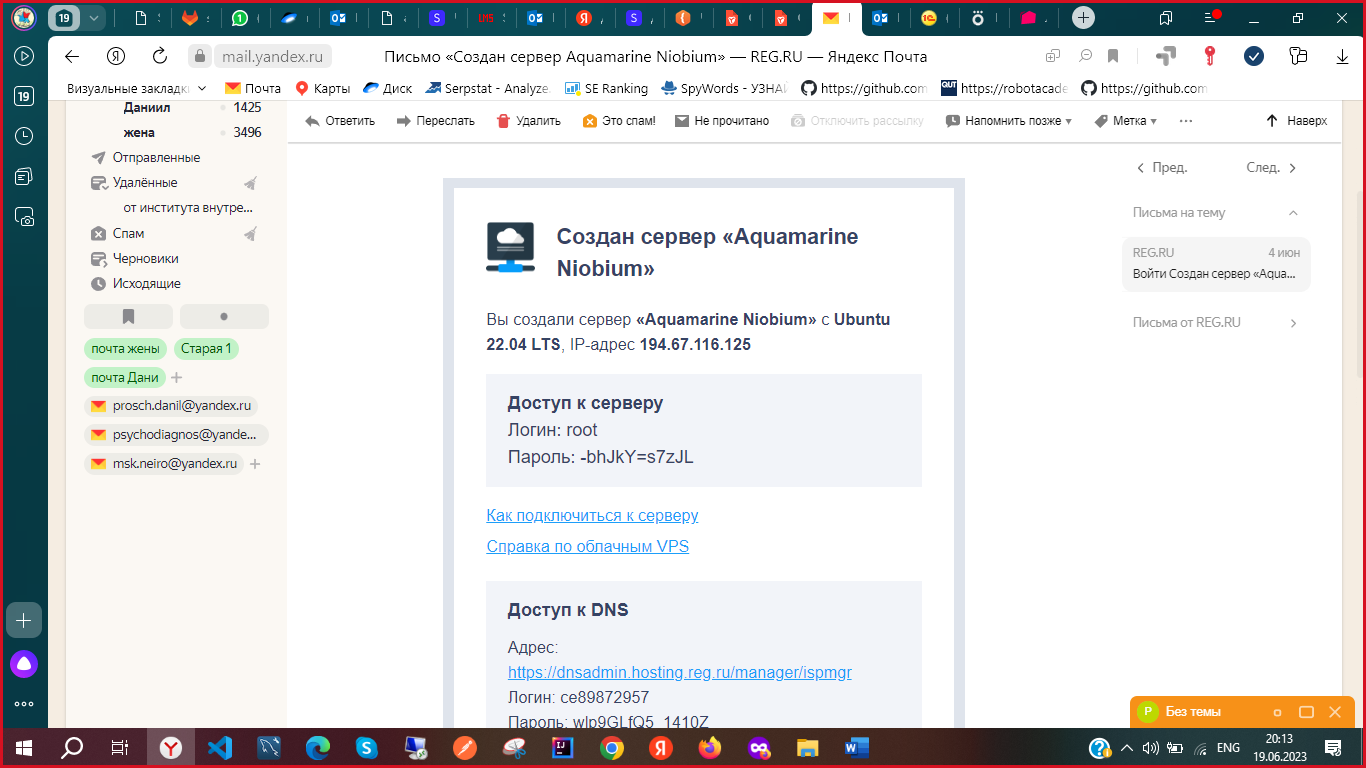 19
Письмо «Создан сервер Aquamarine Niobium» — REG.RU — Яндекс Почта
mail.yandex.ru
Визуальные закладки
Почта
Карты
Диск
Serpstat - Analyze
SE Ranking
SpyWords - УЗНАЙ
https://github.com
https://robotacade
https://github.com
19
Даниил 1425
жена 3496
Отправленные
Удалённые
от института внутре...
Спам
Черновики
Исходящие
почта жены
Старая 1
почта Дани
prosch.danil@yandex.ru
psychodiagnos@yande...
msk.neiro@yandex.ru
Ответить
Переслать
Удалить
Это спам!
Не прочитано
Отключить рассылку
Напомнить позже
Метка
Наверх
Создан сервер «Aquamarine
Niobium»
Вы создали сервер «Aquamarine Niobium» с Ubuntu
22.04 LTS, IP-адрес 194.67.116.125
Доступ к серверу
Логин: root
Пароль: -bhJkY=s7zJL
Как подключиться к серверу
Справка по облачным VPS
Доступ к DNS
Адрес:
https://dnsadmin.hosting.reg.ru/manager/ispmgr
Логин: ce89872957
Пароль: wlp9GLfQ5_1410Z
Пред.
След.
Письма на тему
REG.RU 4 июн
Войти Создан сервер «Aqua...
Письма от REG.RU
Без темы
ENG
20:13
19.06.2023